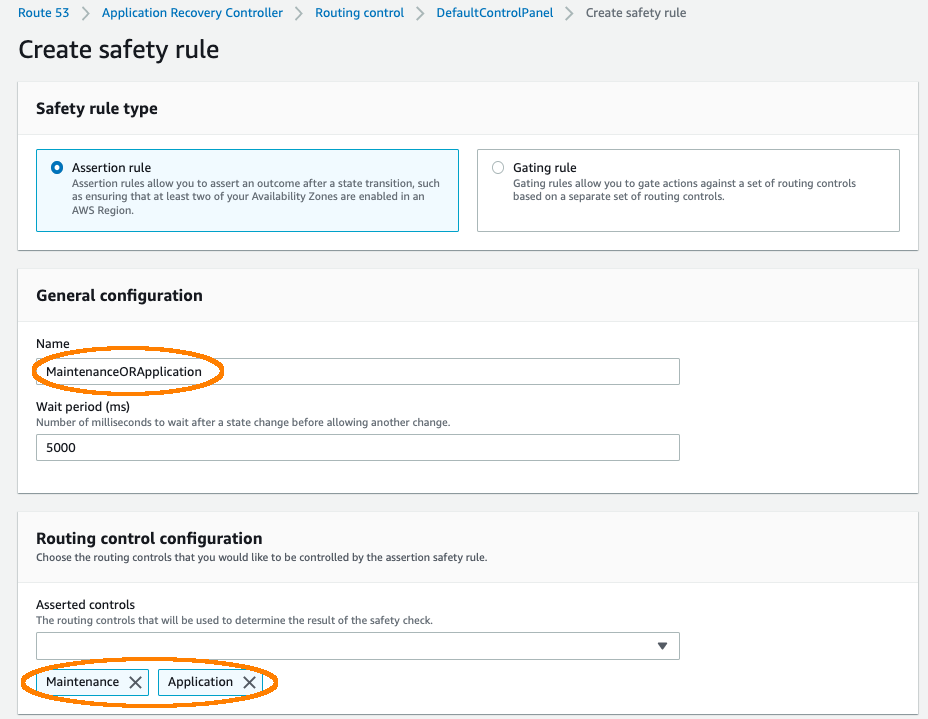 Route 53 > Application Recovery Controller > Routing control > DefaultControlPanel > Create safety rule
Create safety rule
Safety rule type
Assertion rule
Assertion rules allow you to assert an outcome after a state transition, such
as ensuring that at least two of your Availability Zones are enabled in an
AWS Region.
Gating rule
Gating rules allow you to gate actions against a set of routing controls
based on a separate set of routing controls.
General configuration
Name
MaintenanceORApplication
Wait period (ms)
Number of milliseconds to wait after a state change before allowing another change.
5000
Routing control configuration
Choose the routing controls that you would like to be controlled by the assertion safety rule.
Asserted controls
The routing controls that will be used to determine the result of the safety check.
Maintenance Application